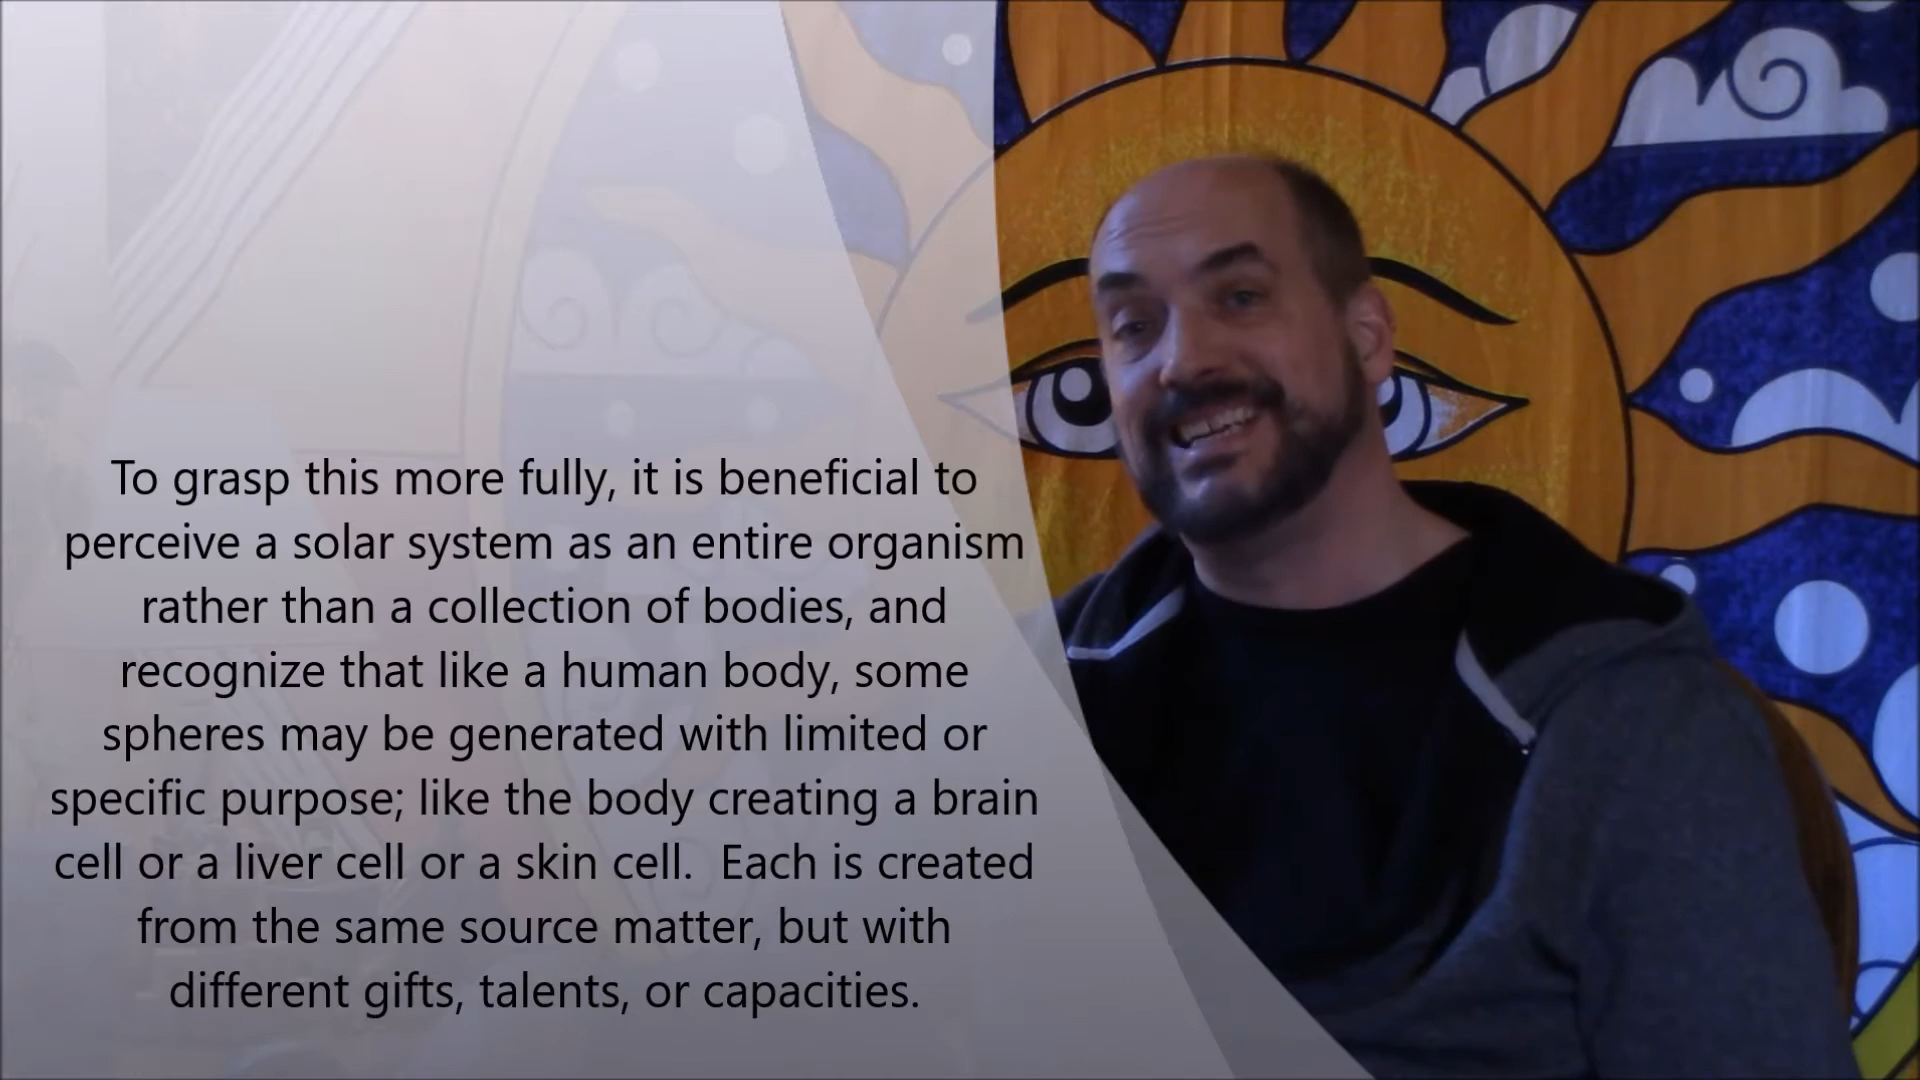 To grasp this more fully, it is beneficial to
perceive a solar system as an entire organism
rather than a collection of bodies, and
recognize that like a human body, some
spheres may be generated with limited or
specific purpose; like the body creating a brain
cell or a liver cell or a skin cell.  Each is created
from the same source matter, but with
different gifts, talents, or capacities.